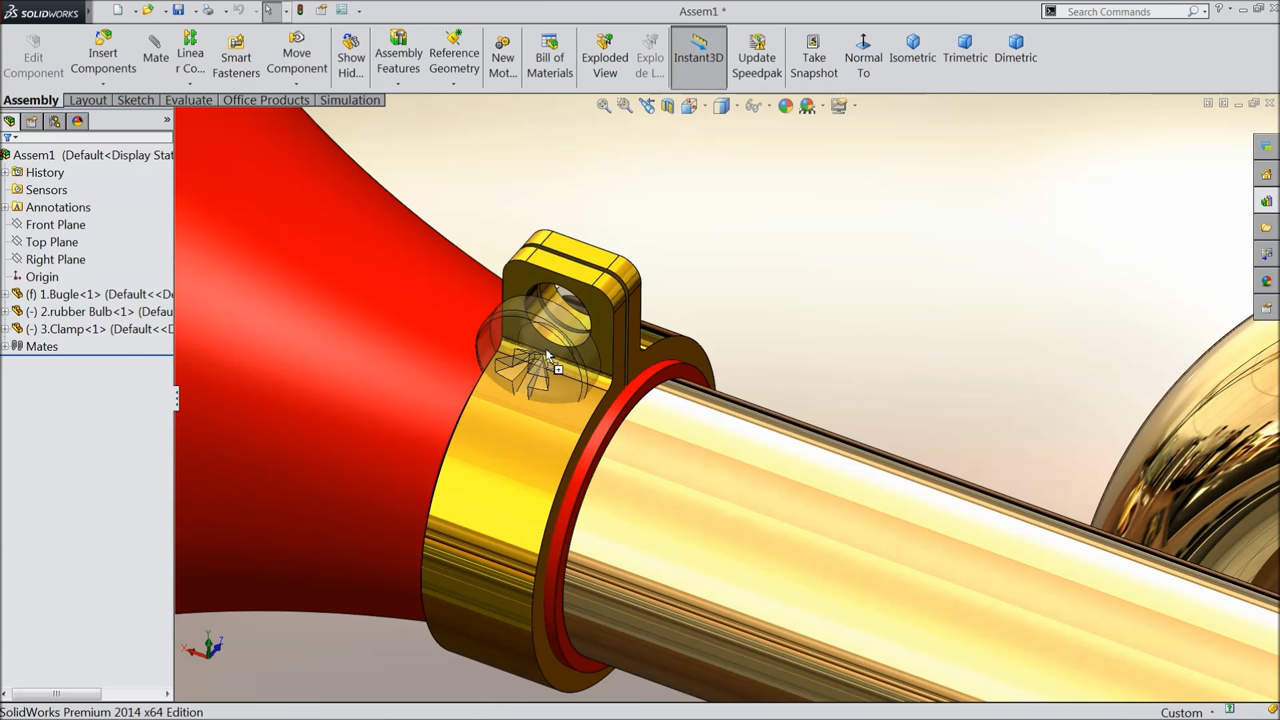 SOLIDWORKS
Assem1 *
Search Commands
Edit
Component
Insert
Components
Mate
Linea
r Co...
Smart
Fasteners
Move
Component
Show
Hid...
Assembly
Features
Reference
Geometry
New
Mot...
Bill of
Materials
Exploded
View
Explo
de L...
Instant3D
Update
Speedpak
Take
Snapshot
Normal
To
Isometric
Trimetric
Dimetric
Assembly Layout Sketch Evaluate Office Products Simulation
Assem1 (Default<Display Stat
History
Sensors
Annotations
Front Plane
Top Plane
Right Plane
Origin
(f) 1.Bugle<1> (Default<<De
(-) 2.rubber Bulb<1> (Defau
(-) 3.Clamp<1> (Default<<D
Mates
SolidWorks Premium 2014 x64 Edition
Custom